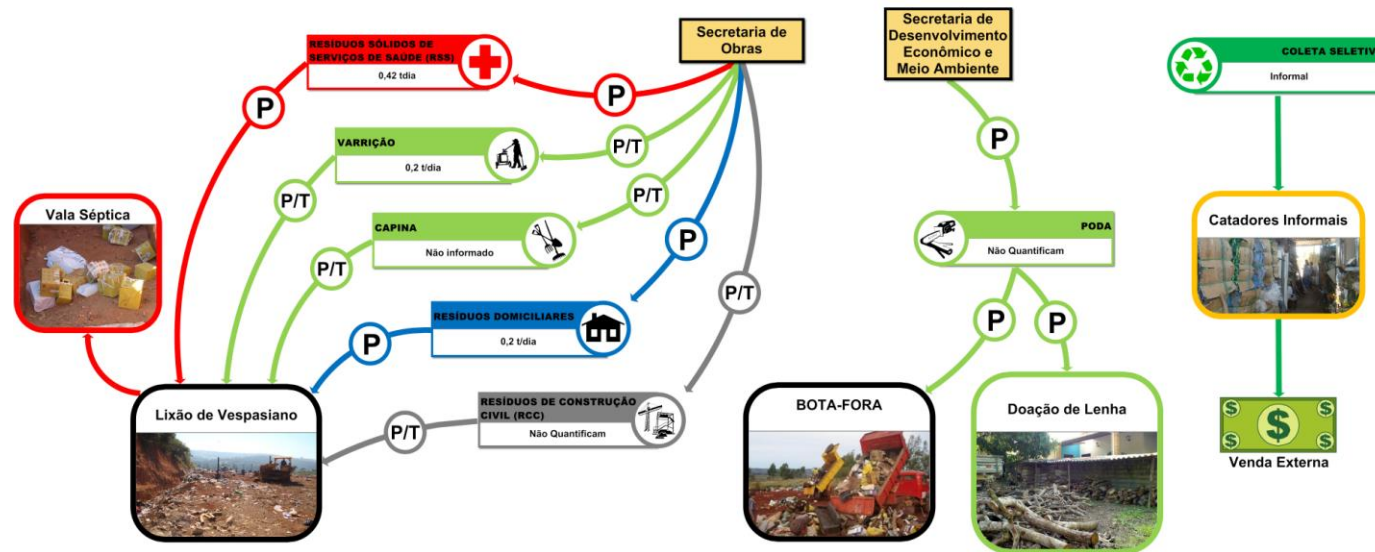 Secretaria de
Obras
Secretaria de
Desenvolvimento
Econômico e
Meio Ambiente
RESÍDUOS SÓLIDOS DE
SERVIÇOS DE SAÚDE (RSS)
0,42 tdia
COLETA SELETIV
Informal
P
P
P
VARRIÇÃO
0,2 t/dia
P/T
P/T
P/T
CAPINA
Não informado
P/T
Vala Séptica
Catadores Informais
PODA
Não Quantificam
P
P/T
RESÍDUOS DOMICILIARES
0,2 t/dia
P
P
P
RESÍDUOS DE CONSTRUÇÃO
CIVIL (RCC)
Não Quantificam
P/T
Lixão de Vespasiano
BOTA-FORA
Doação de Lenha
$ $
$
$ $
Venda Externa